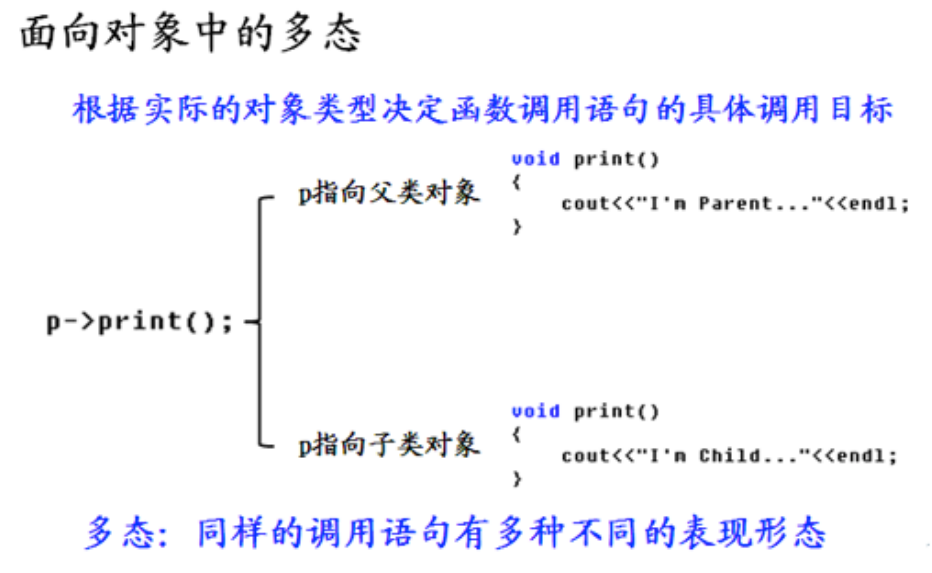 面向对象中的多态
根据实际的对象类型决定函数调用语句的具体调用目标
p->print();
p指向父类对象
void print()
{
cout<<"I'm Parent..."<<endl;
}
p指向子类对象
void print()
{
cout<<"I'm Child..."<<endl;
}
多态：同样的调用语句有多种不同的表现形态